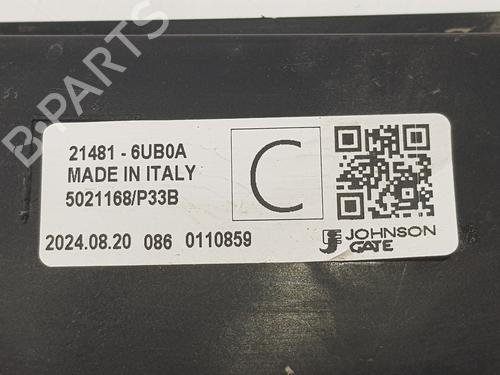 B-PARTS
21481 - 6UB0A
MADE IN ITALY
5021168/P33B
C
2024.08.20 086 0110859
JOHNSON
GATE